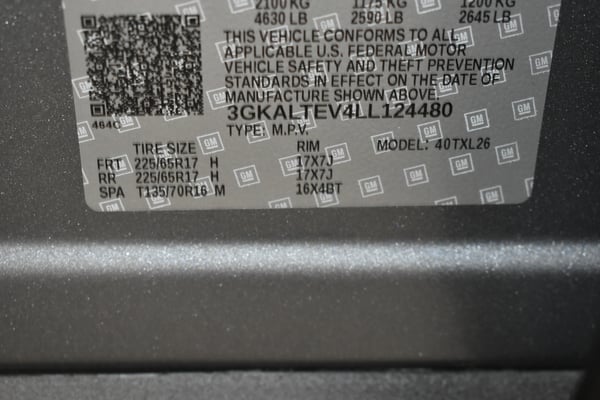 2100 KG 1175 KG 1200 KG
4630 LB 2590 LB 2645 LB
THIS VEHICLE CONFORMS TO ALL
APPLICABLE U.S. FEDERAL MOTOR
VEHICLE SAFETY AND THEFT PREVENTION
STANDARDS IN EFFECT ON THE DATE OF
MANUFACTURE SHOWN ABOVE.
3GKALTEV4LL124480
464C
TYPE: M.P.V.
TIRE SIZE RIM MODEL: 40TXL26
FRT 225/65R17 H 17X7J
RR 225/65R17 H 17X7J
SPA T135/70R16 M 16X4BT